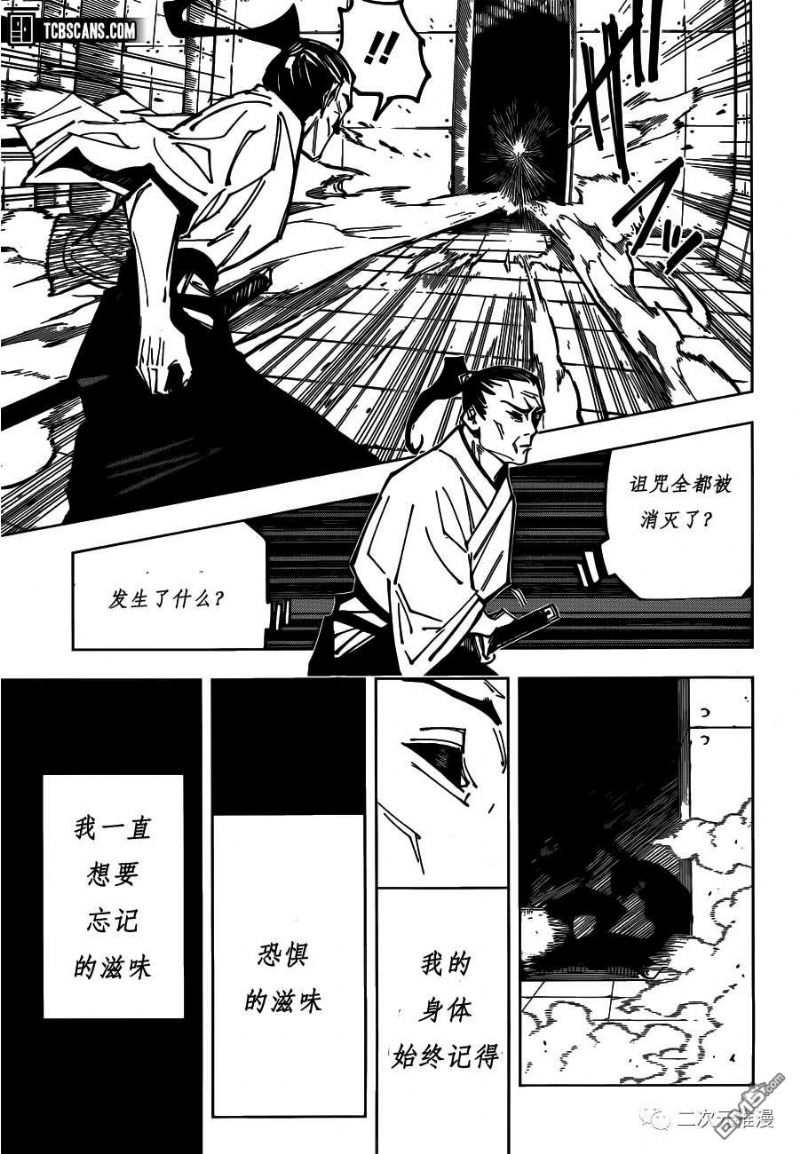 TCBSCANS.COM
!!
诅咒全都被
消灭了？
发生了什么？
我的
身体
始终记得
恐惧
的滋味
我一直
想要
忘记
的滋味
二次元推漫